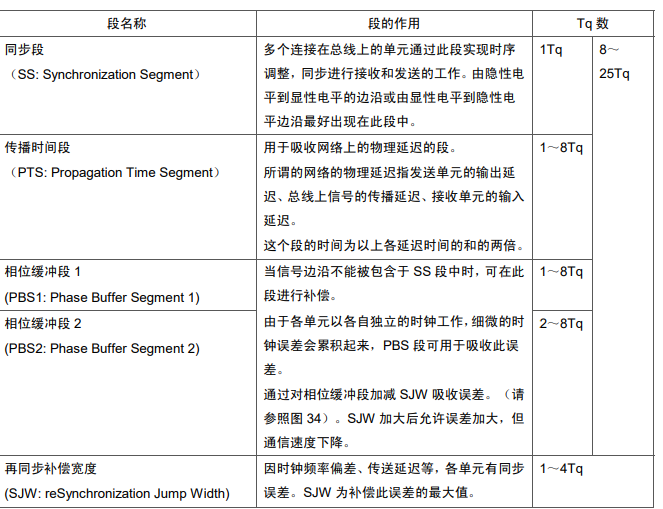 段名称
段的作用
Tq 数
同步段
（SS: Synchronization Segment）
多个连接在总线上的单元通过此段实现时序
调整，同步进行接收和发送的工作。由隐性电
平到显性电平的边沿或由显性电平到隐性电
平边沿最好出现在此段中。
1Tq
8～
25Tq
传播时间段
（PTS: Propagation Time Segment）
用于吸收网络上的物理延迟的段。
所谓的网络的物理延迟指发送单元的输出延
迟、总线上信号的传播延迟、接收单元的输入
延迟。
这个段的时间为以上各延迟时间的和的两倍。
1～8Tq
相位缓冲段 1
(PBS1: Phase Buffer Segment 1)
当信号边沿不能被包含于 SS 段中时，可在此
段进行补偿。
1～8Tq
相位缓冲段 2
(PBS2: Phase Buffer Segment 2)
由于各单元以各自独立的时钟工作，细微的时
钟误差会累积起来，PBS 段可用于吸收此误
差。
通过对相位缓冲段加减 SJW 吸收误差。（请
参照图 34）。SJW 加大后允许误差加大，但
通信速度下降。
2～8Tq
再同步补偿宽度
(SJW: reSynchronization Jump Width)
因时钟频率偏差、传送延迟等，各单元有同步
误差。SJW 为补偿此误差的最大值。
1～4Tq